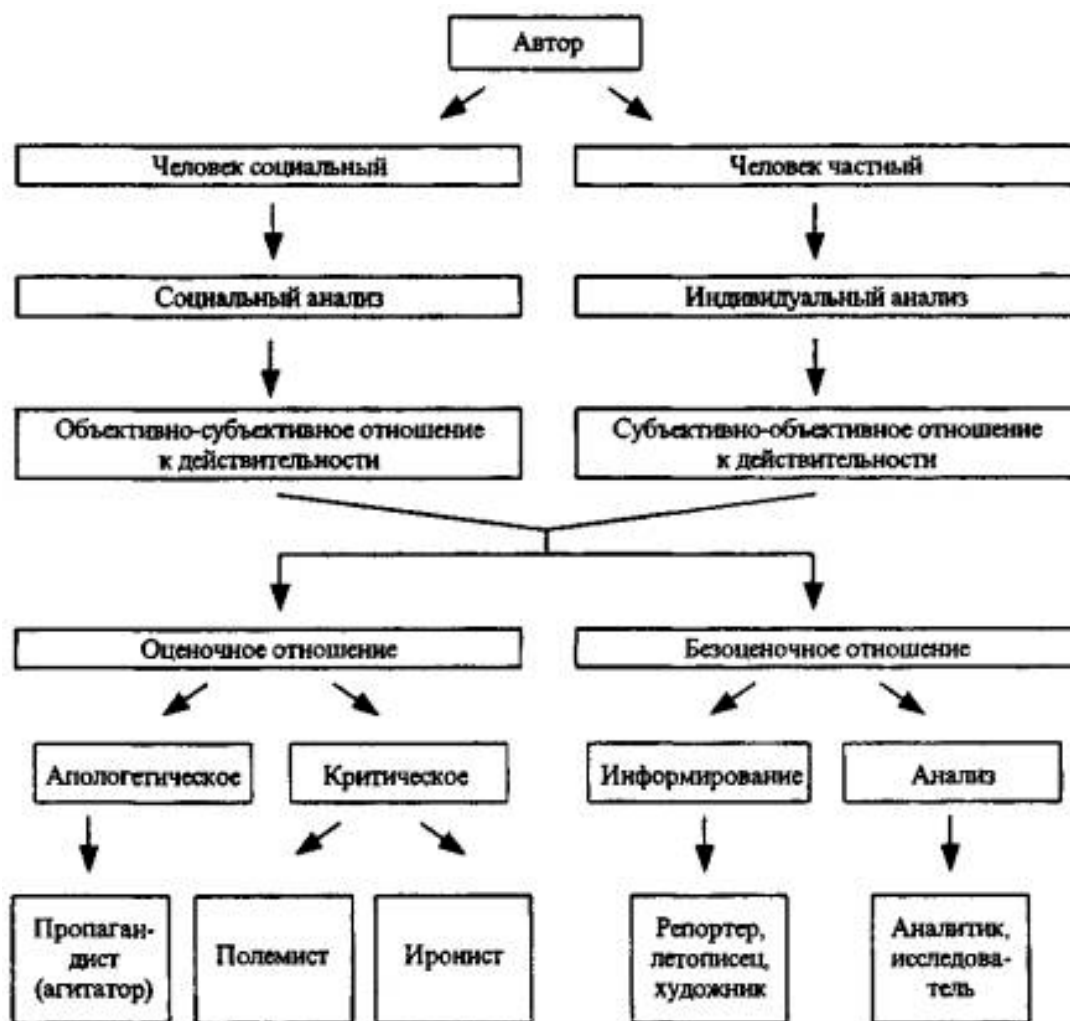 Автор
Человек социальный
Человек частный
Социальный анализ
Индивидуальный анализ
Объективно-субъективное отношение
к действительности
Субъективно-объективное отношение
к действительности
Оценочное отношение
Безоценочное отношение
Апологетическое
Критическое
Информирование
Анализ
Пропаган-
дист
(агитатор)
Полемист
Иронист
Репортер,
летописец,
художник
Аналитик,
исследова-
тель